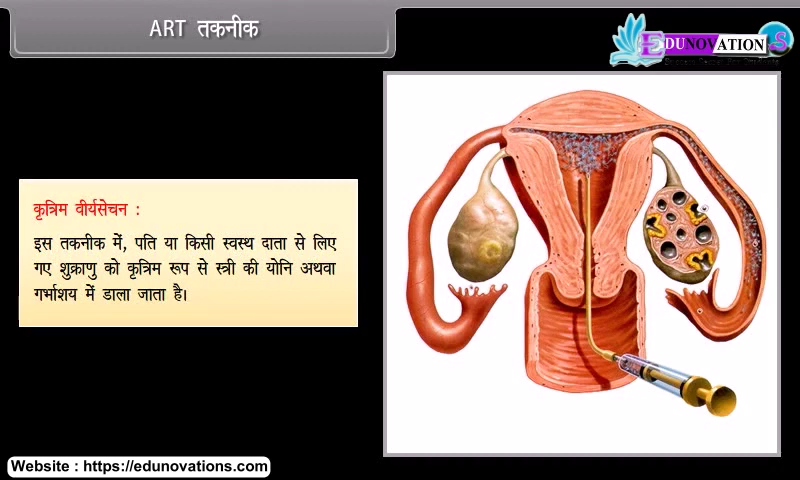 ART तकनीक
EDUNOVATIONS
कृत्रिम वीर्यसेचन :
इस तकनीक में, पति या किसी स्वस्थ दाता से लिए
गए शुक्राणु को कृत्रिम रूप से स्त्री की योनि अथवा
गर्भाशय में डाला जाता है।
Website : https://edunovations.com